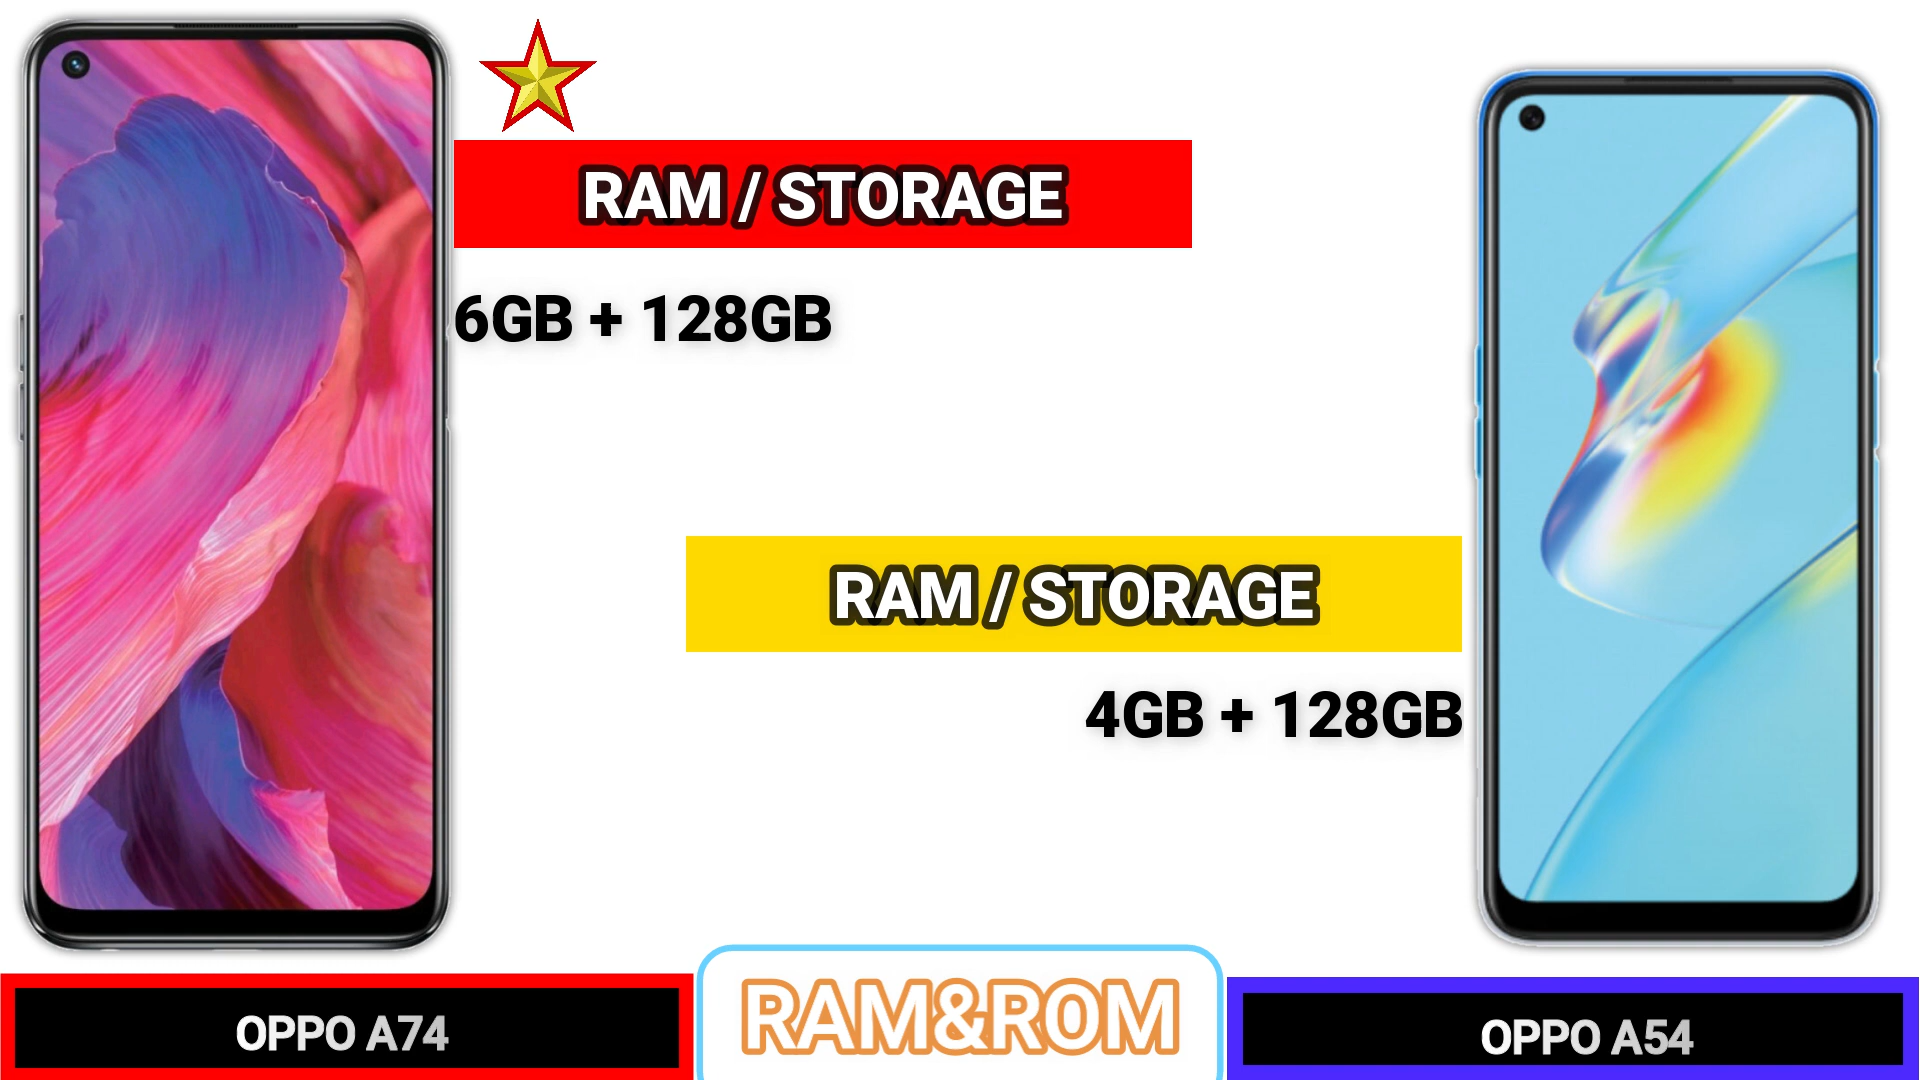 RAM / STORAGE
6GB + 128GB
RAM / STORAGE
4GB + 128GB
OPPO A74
RAM&ROM
OPPO A54